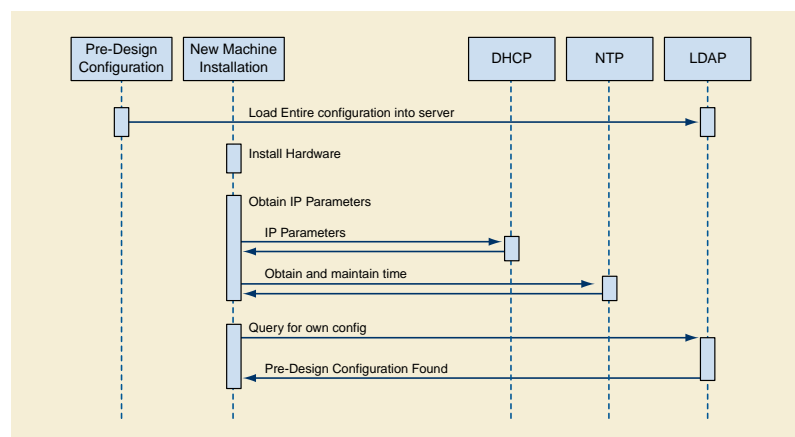 Pre-Design
Configuration
New Machine
Installation
DHCP
NTP
LDAP
Load Entire configuration into server
Install Hardware
Obtain IP Parameters
IP Parameters
Obtain and maintain time
Query for own config
Pre-Design Configuration Found